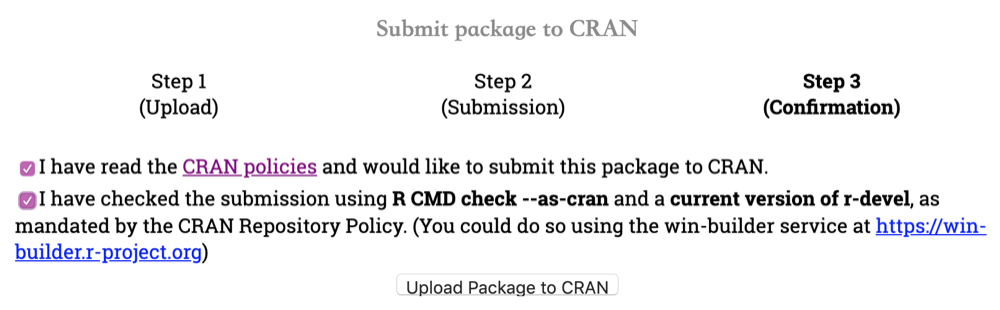 Submit package to CRAN
Step 1
(Upload)
Step 2
(Submission)
Step 3
(Confirmation)
I have read the CRAN policies and would like to submit this package to CRAN.
I have checked the submission using R CMD check --as-cran and a current version of r-devel, as
mandated by the CRAN Repository Policy. (You could do so using the win-builder service at https://win-
builder.r-project.org)
Upload Package to CRAN